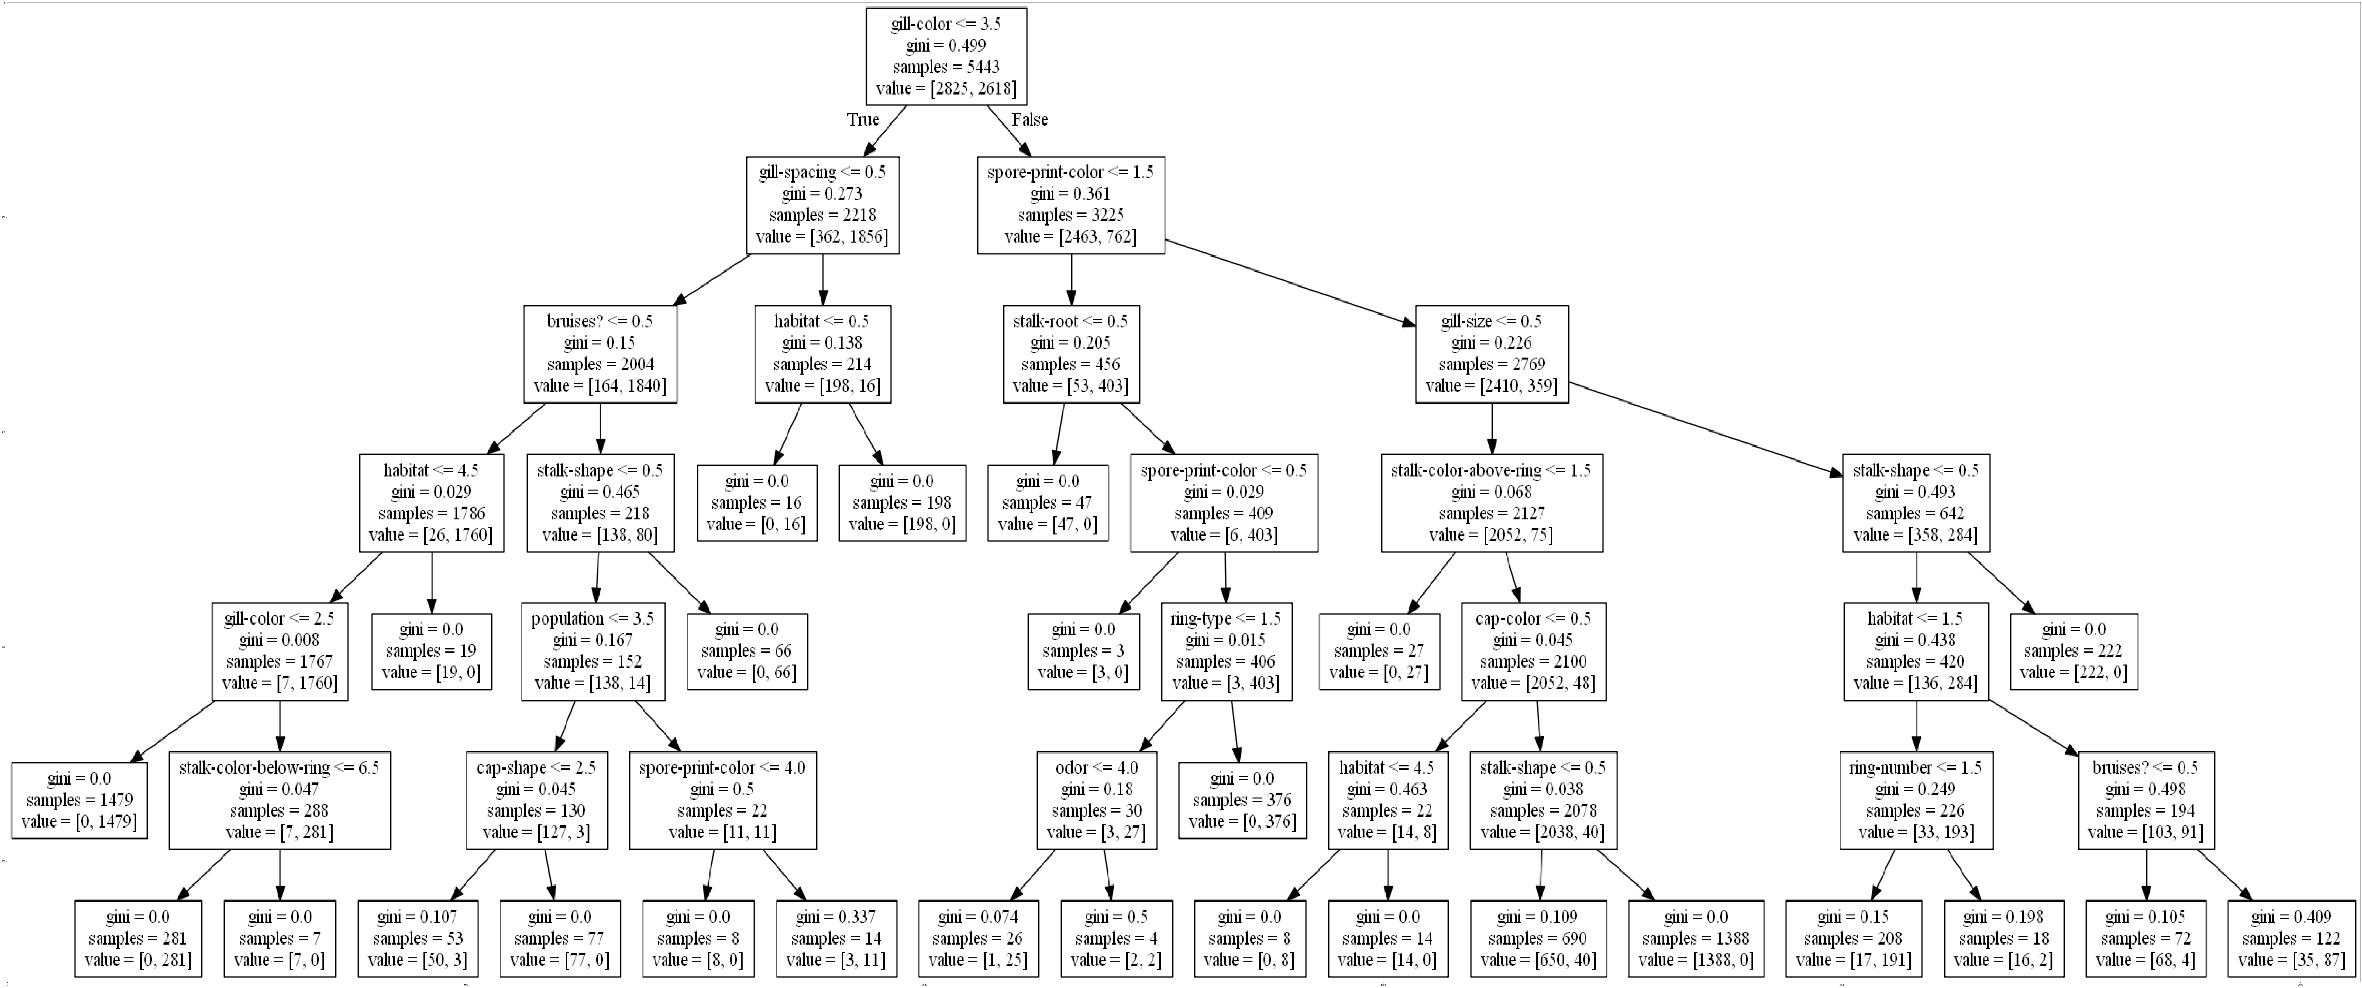 gill-color <= 3.5
gini = 0.499
samples = 5443
value = [2825, 2618]
True
False
gill-spacing <= 0.5
gini = 0.273
samples = 2218
value = [362, 1856]
spore-print-color <= 1.5
gini = 0.361
samples = 3225
value = [2463, 762]
bruises? <= 0.5
gini = 0.15
samples = 2004
value = [164, 1840]
habitat <= 0.5
gini = 0.138
samples = 214
value = [198, 16]
stalk-root <= 0.5
gini = 0.205
samples = 456
value = [53, 403]
gill-size <= 0.5
gini = 0.226
samples = 2769
value = [2410, 359]
habitat <= 4.5
gini = 0.029
samples = 1786
value = [26, 1760]
stalk-shape <= 0.5
gini = 0.465
samples = 218
value = [138, 80]
gini = 0.0
samples = 16
value = [0, 16]
gini = 0.0
samples = 198
value = [198, 0]
gini = 0.0
samples = 47
value = [47, 0]
spore-print-color <= 0.5
gini = 0.029
samples = 409
value = [6, 403]
stalk-color-above-ring <= 1.5
gini = 0.068
samples = 2127
value = [2052, 75]
stalk-shape <= 0.5
gini = 0.493
samples = 642
value = [358, 284]
gill-color <= 2.5
gini = 0.008
samples = 1767
value = [7, 1760]
gini = 0.0
samples = 19
value = [19, 0]
population <= 3.5
gini = 0.167
samples = 152
value = [138, 14]
gini = 0.0
samples = 66
value = [0, 66]
gini = 0.0
samples = 3
value = [3, 0]
ring-type <= 1.5
gini = 0.015
samples = 406
value = [3, 403]
gini = 0.0
samples = 27
value = [0, 27]
cap-color <= 0.5
gini = 0.045
samples = 2100
value = [2052, 48]
habitat <= 1.5
gini = 0.438
samples = 420
value = [136, 284]
gini = 0.0
samples = 222
value = [222, 0]
gini = 0.0
samples = 1479
value = [0, 1479]
stalk-color-below-ring <= 6.5
gini = 0.047
samples = 288
value = [7, 281]
cap-shape <= 2.5
gini = 0.045
samples = 130
value = [127, 3]
spore-print-color <= 4.0
gini = 0.5
samples = 22
value = [11, 11]
odor <= 4.0
gini = 0.18
samples = 30
value = [3, 27]
gini = 0.0
samples = 376
value = [0, 376]
habitat <= 4.5
gini = 0.463
samples = 22
value = [14, 8]
stalk-shape <= 0.5
gini = 0.038
samples = 2078
value = [2038, 40]
ring-number <= 1.5
gini = 0.249
samples = 226
value = [33, 193]
bruises? <= 0.5
gini = 0.498
samples = 194
value = [103, 91]
gini = 0.0
samples = 281
value = [0, 281]
gini = 0.0
samples = 7
value = [7, 0]
gini = 0.107
samples = 53
value = [50, 3]
gini = 0.0
samples = 77
value = [77, 0]
gini = 0.0
samples = 8
value = [8, 0]
gini = 0.337
samples = 14
value = [3, 11]
gini = 0.074
samples = 26
value = [1, 25]
gini = 0.5
samples = 4
value = [2, 2]
gini = 0.0
samples = 8
value = [0, 8]
gini = 0.0
samples = 14
value = [14, 0]
gini = 0.109
samples = 690
value = [650, 40]
gini = 0.0
samples = 1388
value = [1388, 0]
gini = 0.15
samples = 208
value = [17, 191]
gini = 0.198
samples = 18
value = [16, 2]
gini = 0.105
samples = 72
value = [68, 4]
gini = 0.409
samples = 122
value = [35, 87]